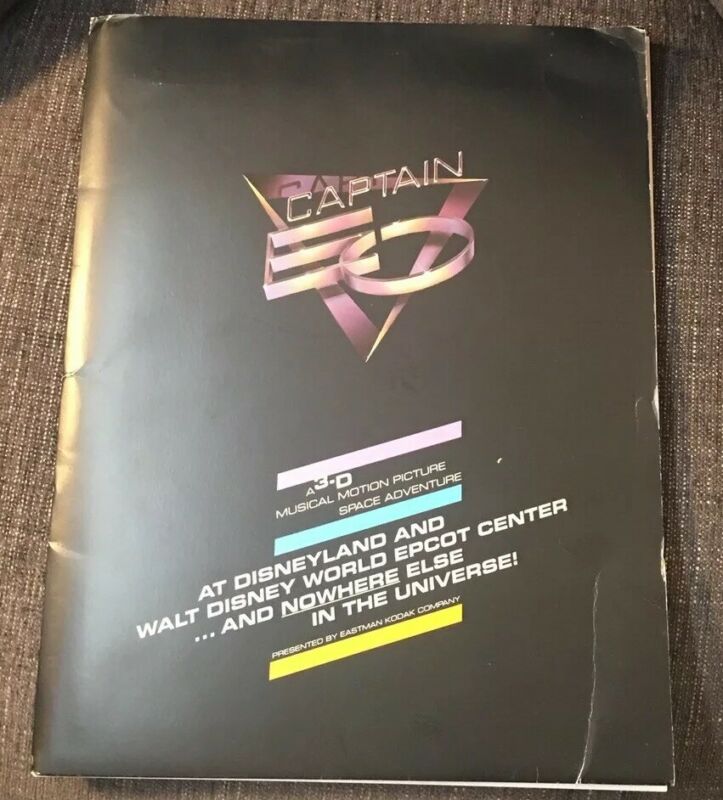 CAPTAIN
EO
A 3-D
MUSICAL MOTION PICTURE
SPACE ADVENTURE
AT DISNEYLAND AND
WALT DISNEY WORLD EPCOT CENTER
... AND NOWHERE ELSE
IN THE UNIVERSE!
PRESENTED BY EASTMAN KODAK COMPANY